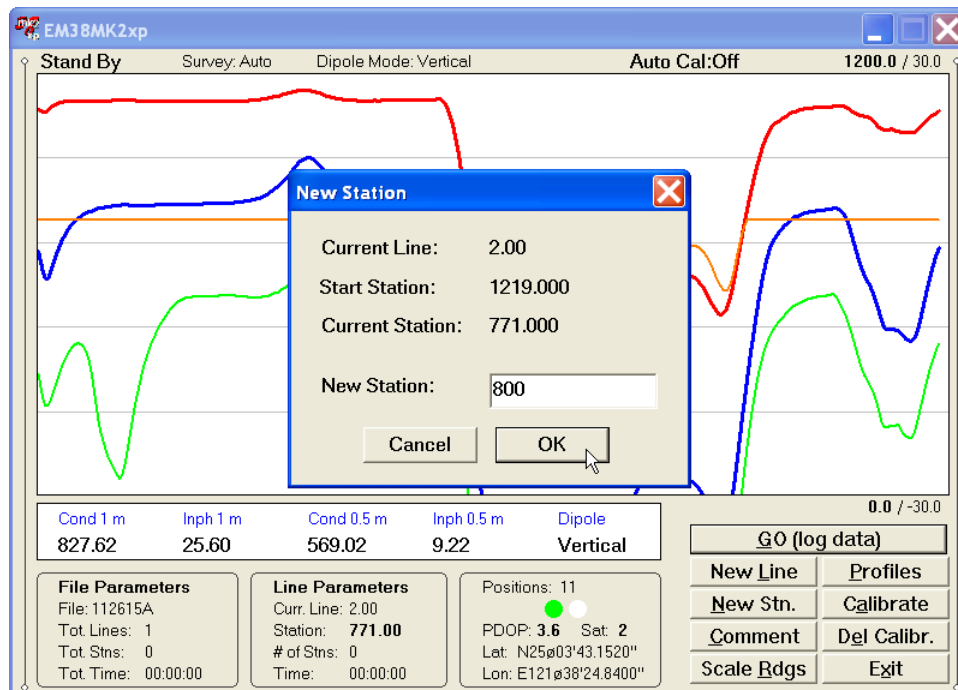 EM38MK2xp
Stand By Survey: Auto Dipole Mode: Vertical Auto Cal:Off 1200.0 / 30.0
New Station
Current Line: 2.00
Start Station: 1219.000
Current Station: 771.000
New Station: 800
Cancel OK
0.0 / -30.0
Cond 1 m Inph 1 m Cond 0.5 m Inph 0.5 m Dipole
827.62 25.60 569.02 9.22 Vertical
GO (log data)
New Line Profiles
New Stn. Calibrate
Comment Del Calibr.
Scale Rdgs Exit
File Parameters
File: 112615A
Tot. Lines: 1
Tot. Stns: 0
Tot. Time: 00:00:00
Line Parameters
Curr. Line: 2.00
Station: 771.00
# of Stns: 0
Time: 00:00:00
Positions: 11
PDOP: 3.6 Sat: 2
Lat: N25ø03'43.1520"
Lon: E121ø38'24.8400"